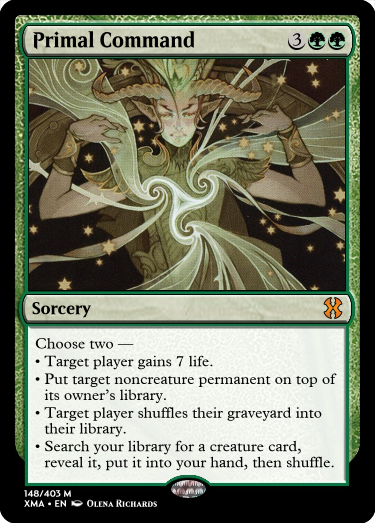 Primal Command 3
Sorcery
Choose two —
• Target player gains 7 life.
• Put target noncreature permanent on top of
its owner's library.
• Target player shuffles their graveyard into
their library.
• Search your library for a creature card,
reveal it, put it into your hand, then shuffle.
148/403 M
XMA • EN Olena Richards